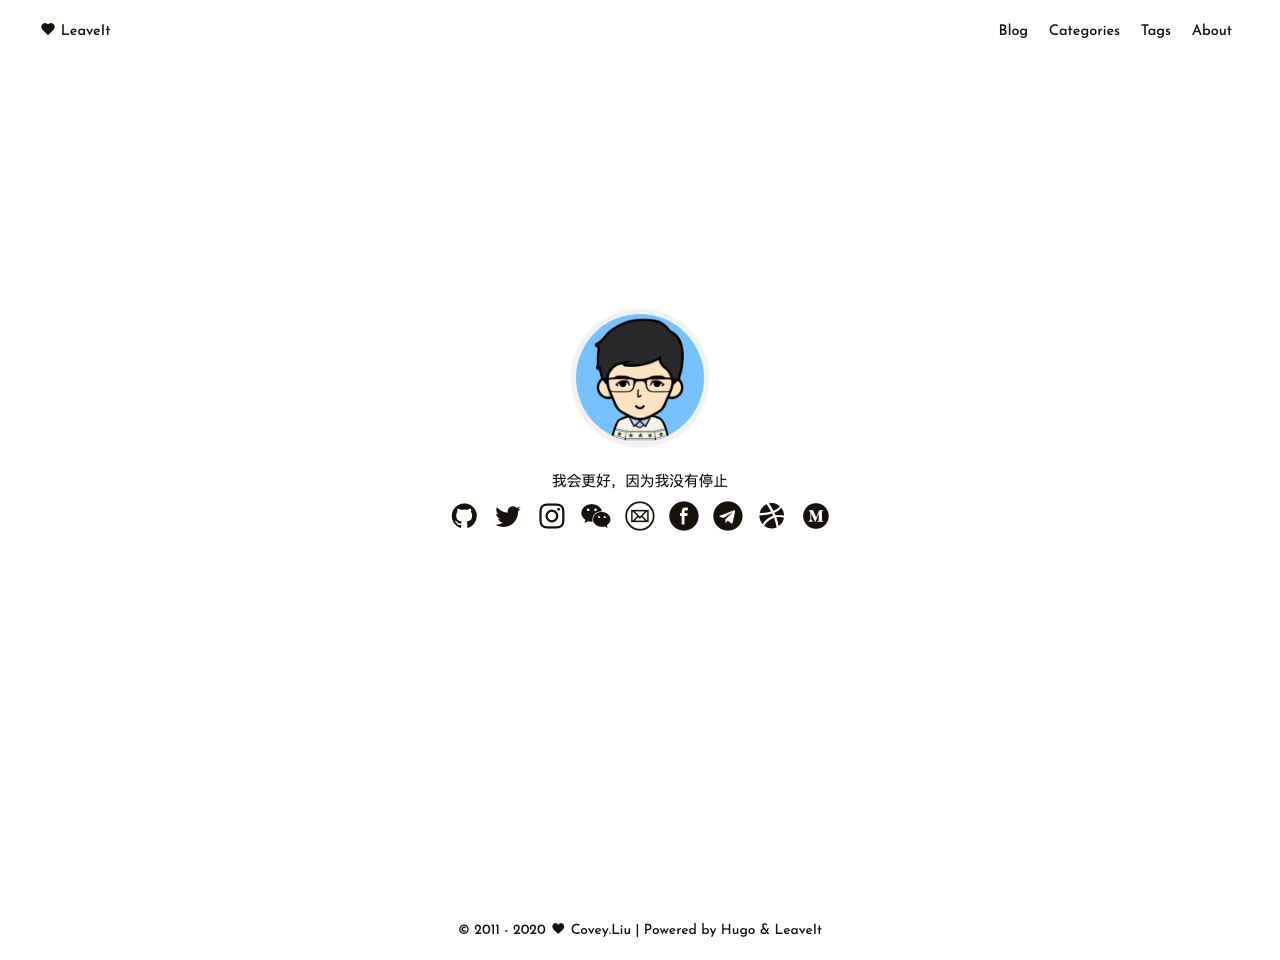 LeaveIt
Blog Categories Tags About
我会更好，因为我没有停止
© 2011 - 2020 ♥ Covey.Liu | Powered by Hugo & LeaveIt